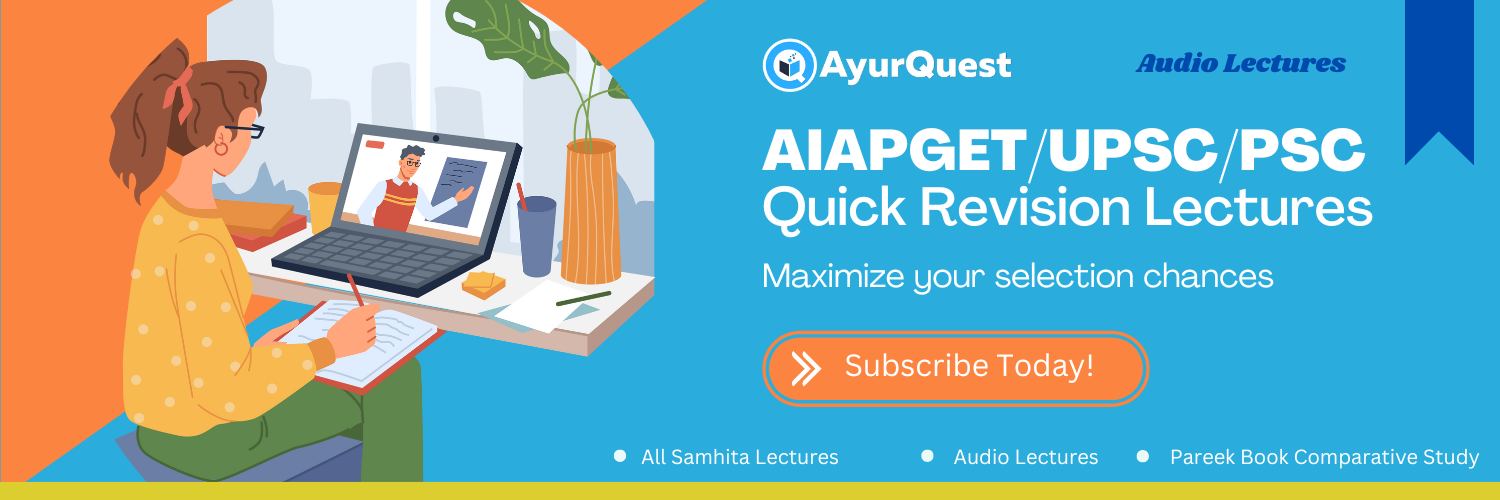 AyurQuest
Audio Lectures
AIAPGET/UPSC/PSC
Quick Revision Lectures
Maximize your selection chances
Subscribe Today!
All Samhita Lectures
Audio Lectures
Pareek Book Comparative Study